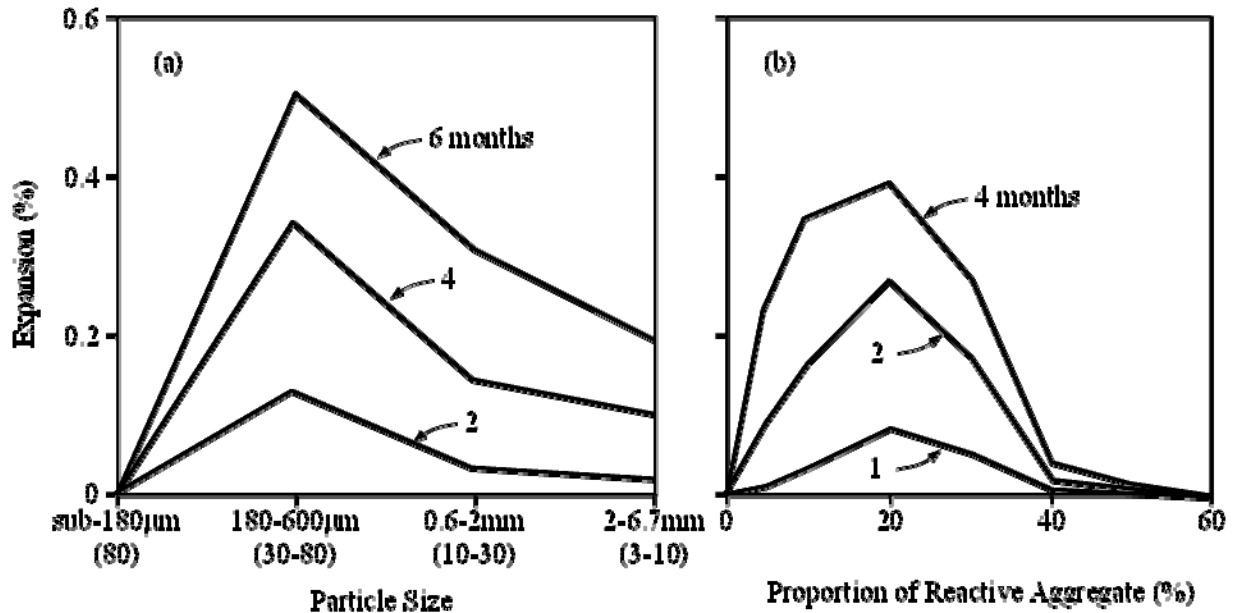 0.6
(a)
(b)
6 months
0.4
4 months
4
0.2
2
2
1
0
Expansion (%)
sub-180µm 180-600µm 0.6-2mm 2-6.7mm
(80) (30-80) (10-30) (3-10)
Particle Size
0 20 40 60
Proportion of Reactive Aggregate (%)